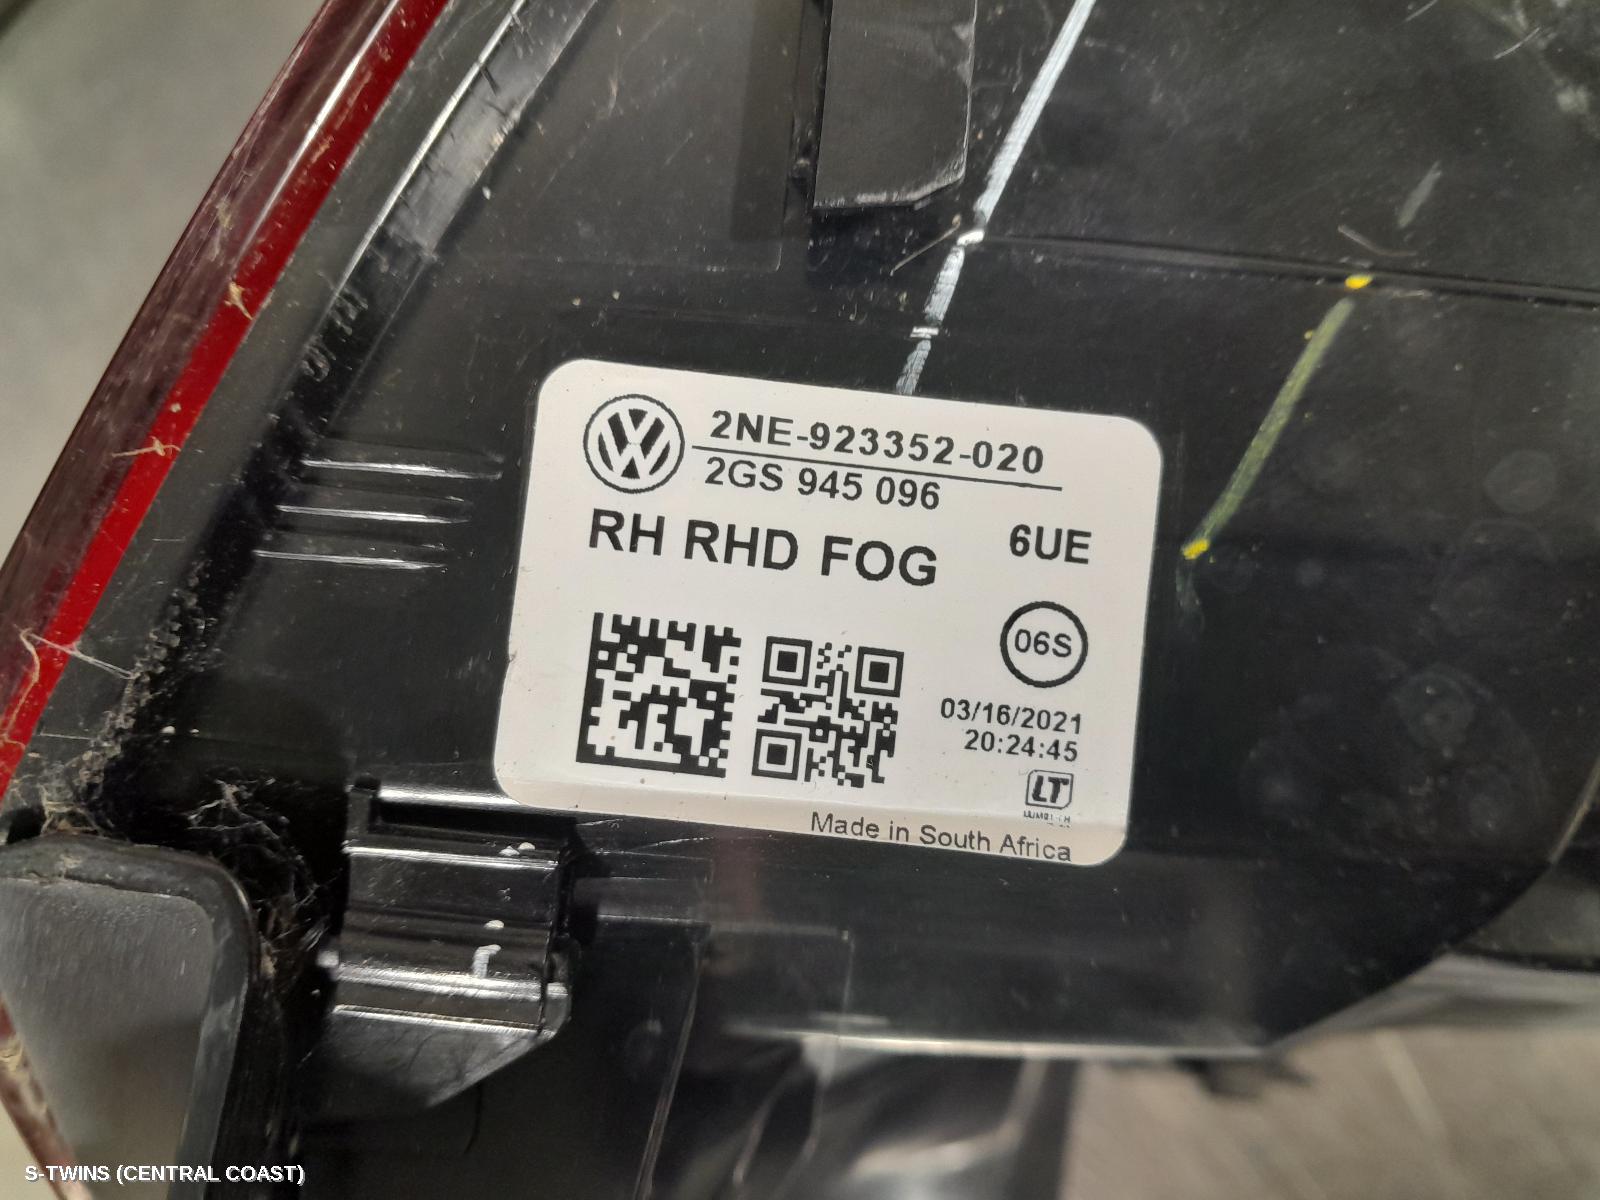 2NE-923352-020
2GS 945 096
RH RHD FOG
6UE
06S
03/16/2021
20:24:45
LT
Made in South Africa
S-TWINS (CENTRAL COAST)